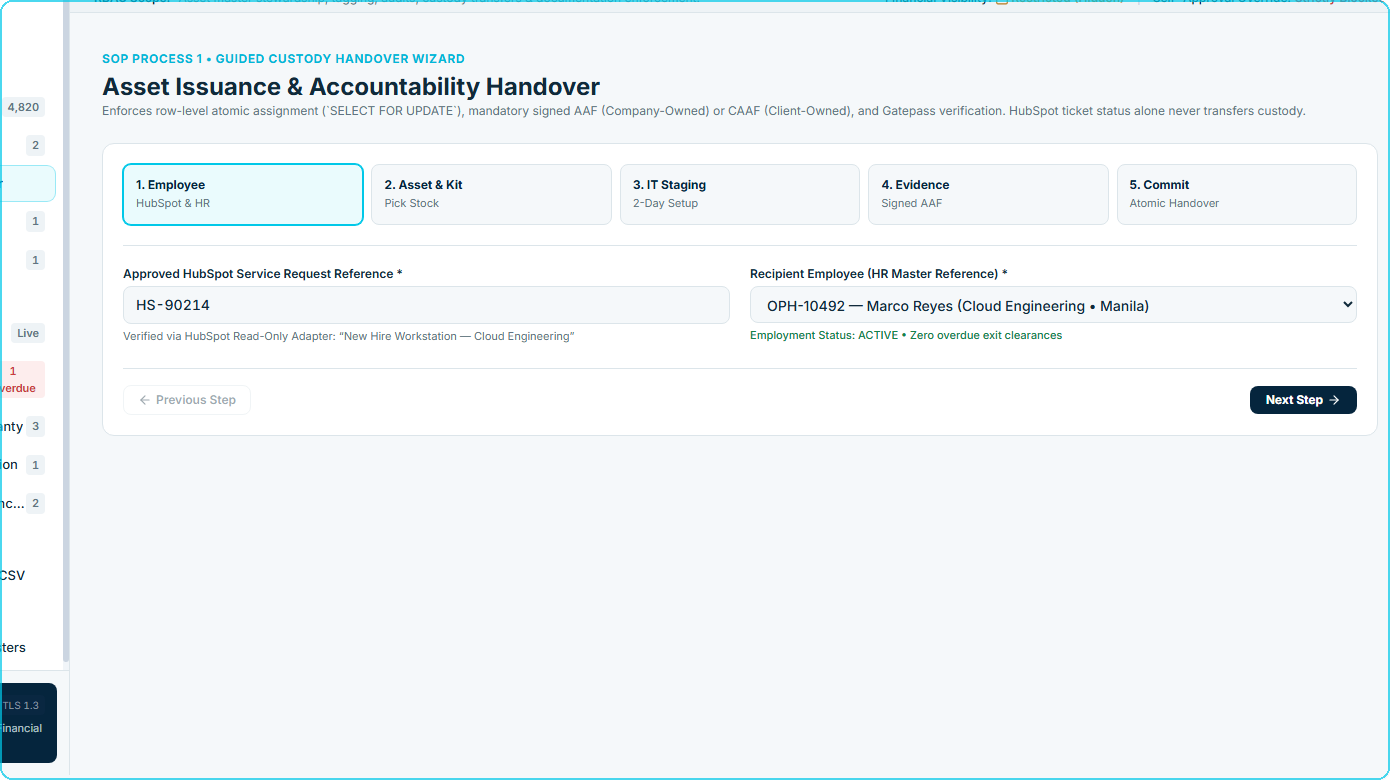 4,820
2
1
1
Live
1
verdue
anty 3
ion 1
nc... 2
CSV
ters
TLS 1.3
Financial
SOP PROCESS 1 • GUIDED CUSTODY HANDOVER WIZARD
Asset Issuance & Accountability Handover
Enforces row-level atomic assignment (`SELECT FOR UPDATE`), mandatory signed AAF (Company-Owned) or CAAF (Client-Owned), and Gatepass verification. HubSpot ticket status alone never transfers custody.
1. Employee
HubSpot & HR
2. Asset & Kit
Pick Stock
3. IT Staging
2-Day Setup
4. Evidence
Signed AAF
5. Commit
Atomic Handover
Approved HubSpot Service Request Reference *
HS-90214
Verified via HubSpot Read-Only Adapter: “New Hire Workstation — Cloud Engineering”
Recipient Employee (HR Master Reference) *
OPH-10492 — Marco Reyes (Cloud Engineering • Manila)
Employment Status: ACTIVE • Zero overdue exit clearances
← Previous Step
Next Step →